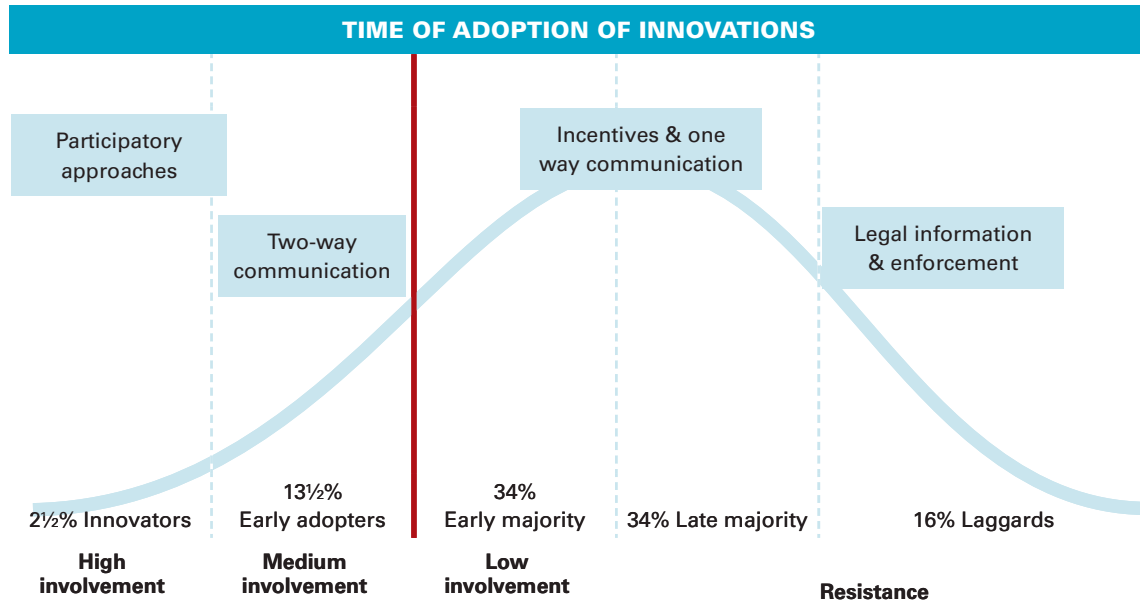 TIME OF ADOPTION OF INNOVATIONS
Participatory
approaches
Two-way
communication
Incentives & one
way communication
Legal information
& enforcement
2½% Innovators
13½%
Early adopters
34%
Early majority
34% Late majority
16% Laggards
High
involvement
Medium
involvement
Low
involvement
Resistance